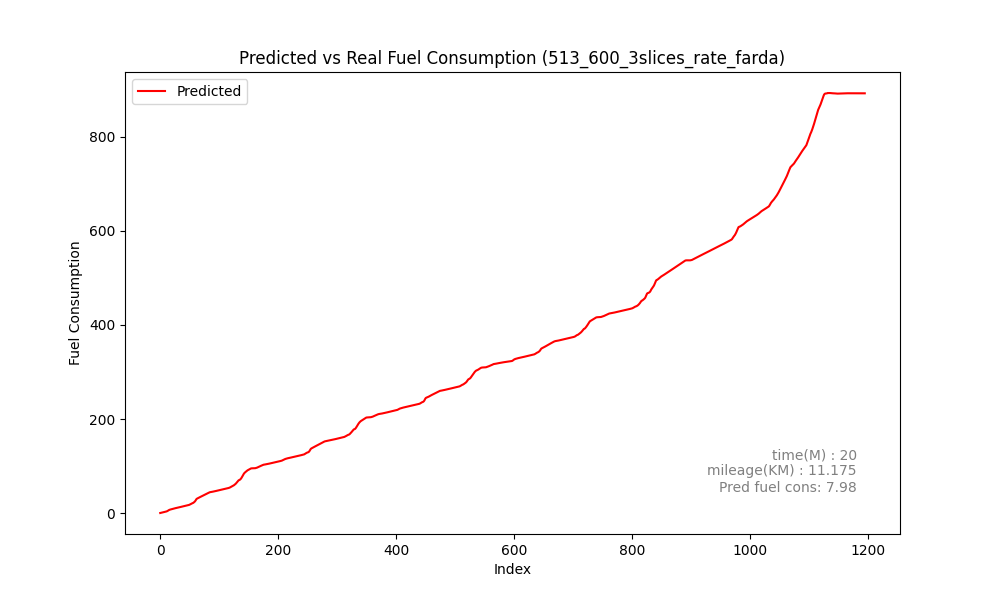 Predicted vs Real Fuel Consumption (513_600_3slices_rate_farda)
Predicted
800
600
400
200
0
Fuel Consumption
time(M) : 20
mileage(KM) : 11.175
Pred fuel cons: 7.98
0 200 400 600 800 1000 1200
Index